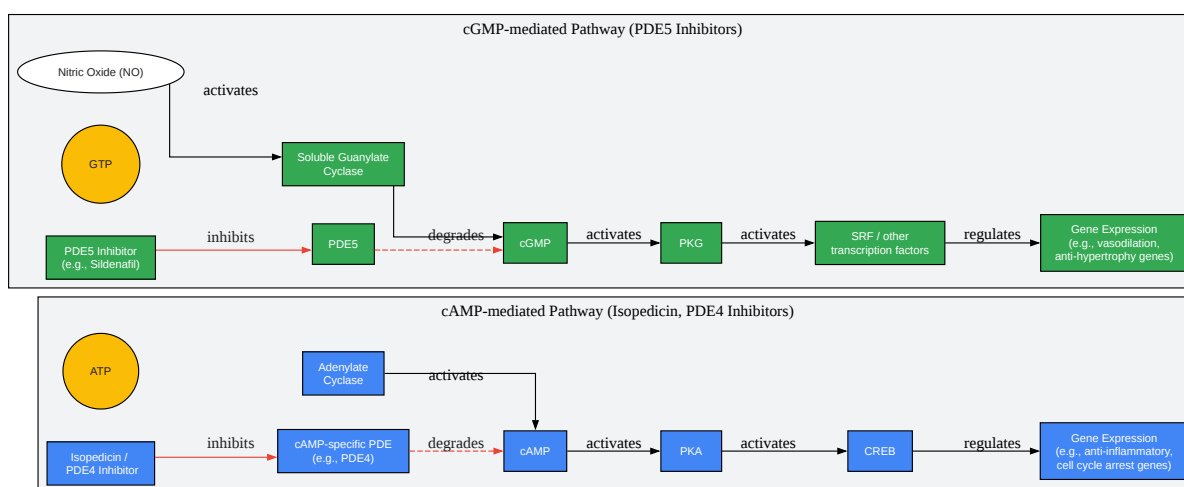 cGMP-mediated Pathway (PDE5 Inhibitors)
Nitric Oxide (NO)
activates
GTP
Soluble Guanylate
Cyclase
PDE5 Inhibitor
(e.g., Sildenafil)
inhibits
PDE5
degrades
cGMP
activates
PKG
activates
SRF / other
transcription factors
regulates
Gene Expression
(e.g., vasodilation,
anti-hypertrophy genes)
cAMP-mediated Pathway (Isopedicin, PDE4 Inhibitors)
ATP
Adenylate
Cyclase
activates
Isopedicin /
PDE4 Inhibitor
inhibits
cAMP-specific PDE
(e.g., PDE4)
degrades
cAMP
activates
PKA
activates
CREB
regulates
Gene Expression
(e.g., anti-inflammatory,
cell cycle arrest genes)